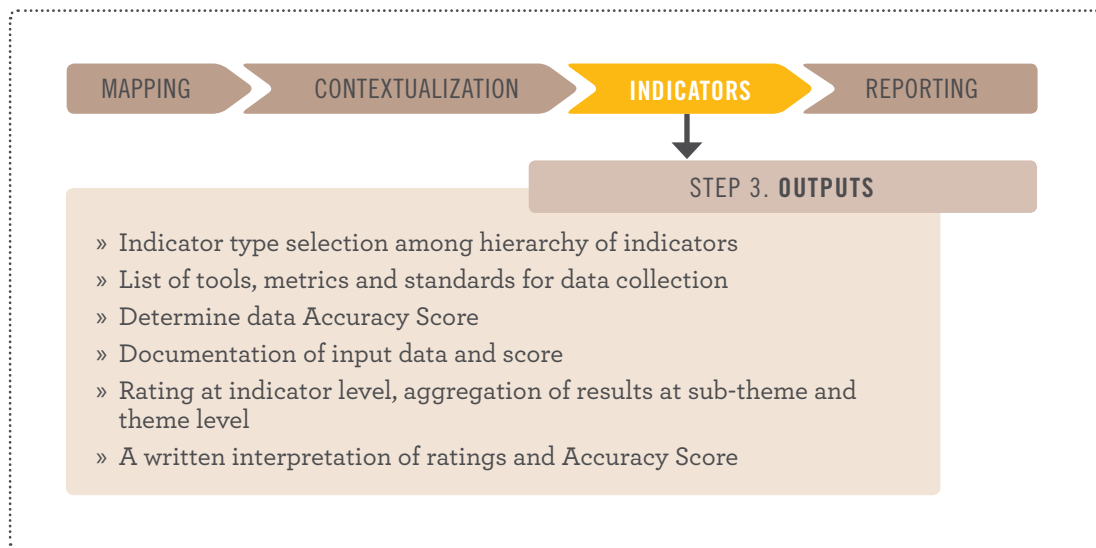 MAPPING CONTEXTUALIZATION INDICATORS REPORTING
STEP 3. OUTPUTS
» Indicator type selection among hierarchy of indicators
» List of tools, metrics and standards for data collection
» Determine data Accuracy Score
» Documentation of input data and score
» Rating at indicator level, aggregation of results at sub-theme and
theme level
» A written interpretation of ratings and Accuracy Score